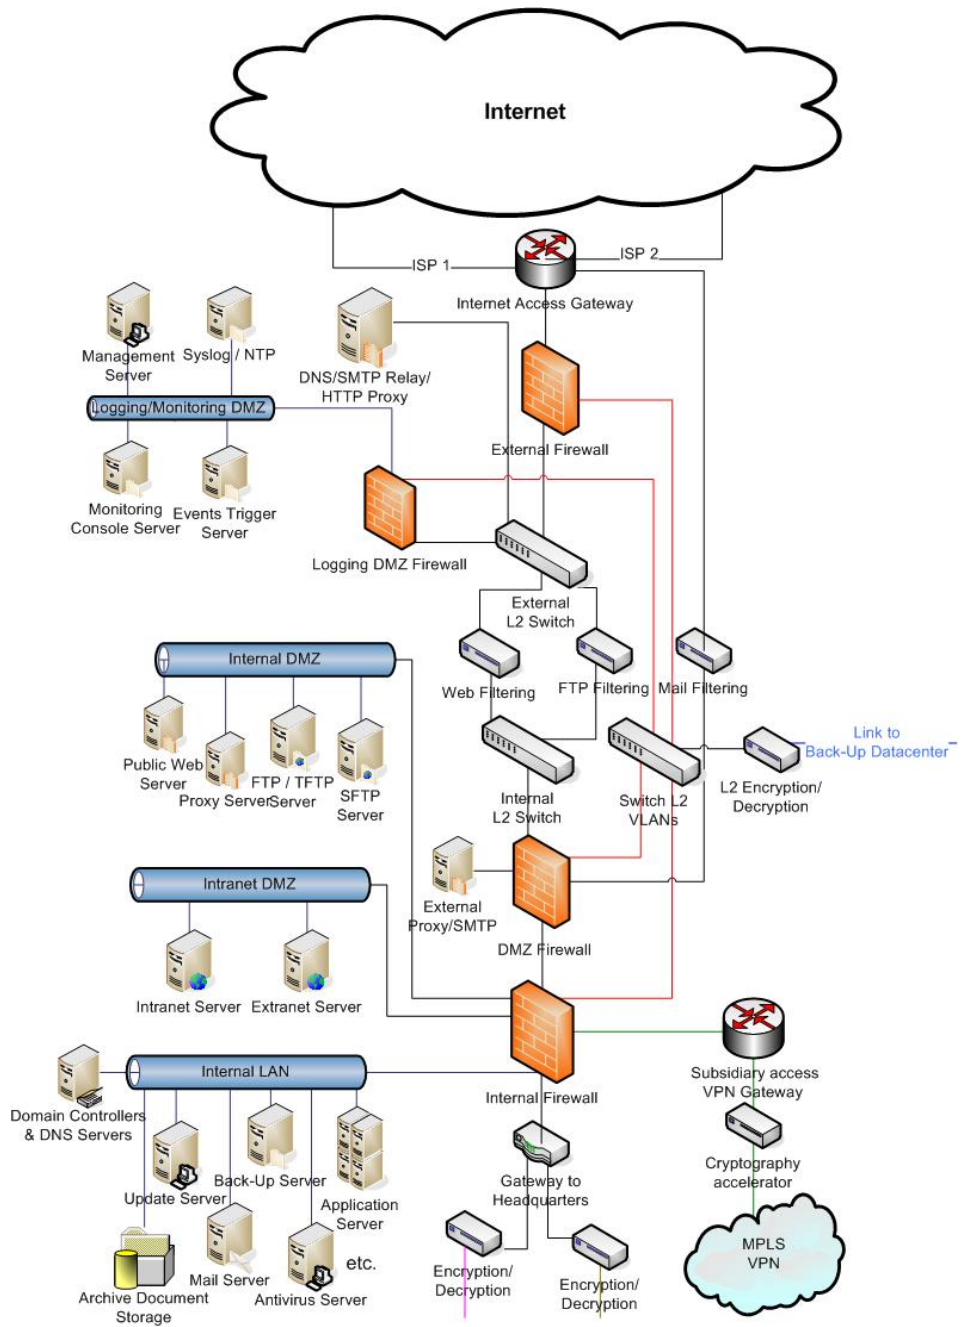 Internet
ISP 1
ISP 2
Internet Access Gateway
Management
Server
Syslog / NTP
DNS/SMTP Relay/
HTTP Proxy
Logging/Monitoring DMZ
External Firewall
Monitoring
Console Server
Events Trigger
Server
Logging DMZ Firewall
External
L2 Switch
Internal DMZ
Web Filtering
FTP Filtering
Mail Filtering
Public Web
Server
Proxy Server
FTP / TFTP
Server
SFTP
Server
Internal
L2 Switch
Switch L2
VLANs
Link to
Back-Up Datacenter
L2 Encryption/
Decryption
Intranet DMZ
External
Proxy/SMTP
DMZ Firewall
Intranet Server
Extranet Server
Internal LAN
Internal Firewall
Subsidiary access
VPN Gateway
Domain Controllers
& DNS Servers
Update Server
Back-Up Server
Application
Server
Gateway to
Headquarters
Cryptography
accelerator
Archive Document
Storage
Mail Server
Antivirus Server
etc.
Encryption/
Decryption
Encryption/
Decryption
MPLS
VPN